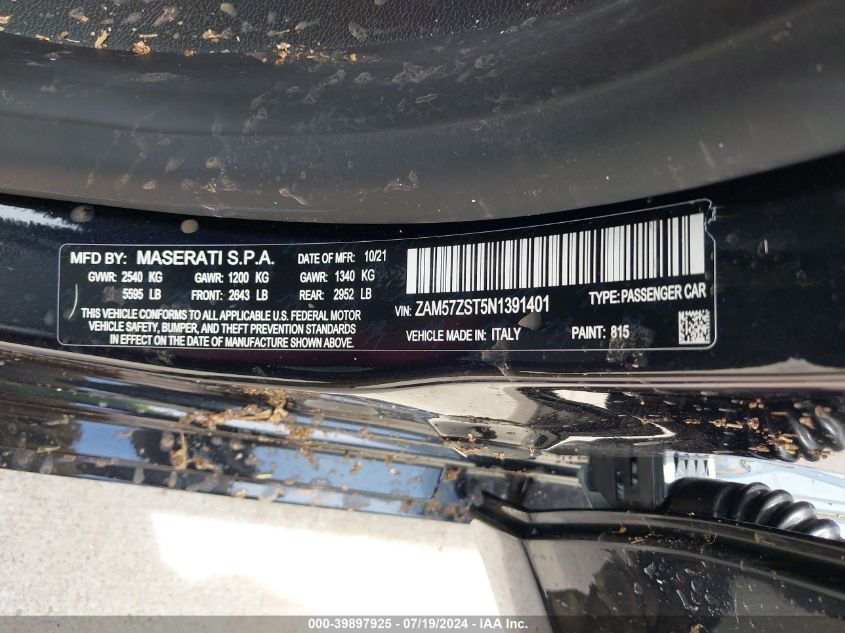 MFD BY: MASERATI S.P.A. DATE OF MFR: 10/21
GVWR: 2540 KG GAWR: 1200 KG GAWR: 1340 KG
5595 LB FRONT: 2643 LB REAR: 2952 LB
THIS VEHICLE CONFORMS TO ALL APPLICABLE U.S. FEDERAL MOTOR
VEHICLE SAFETY, BUMPER, AND THEFT PREVENTION STANDARDS
IN EFFECT ON THE DATE OF MANUFACTURE SHOWN ABOVE.
VIN: ZAM57ZST5N1391401 TYPE: PASSENGER CAR
VEHICLE MADE IN: ITALY PAINT: 815
000-39897925 - 07/19/2024 - IAA Inc.